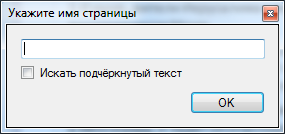 Укажите имя страницы
Искать подчёркнутый текст
OK